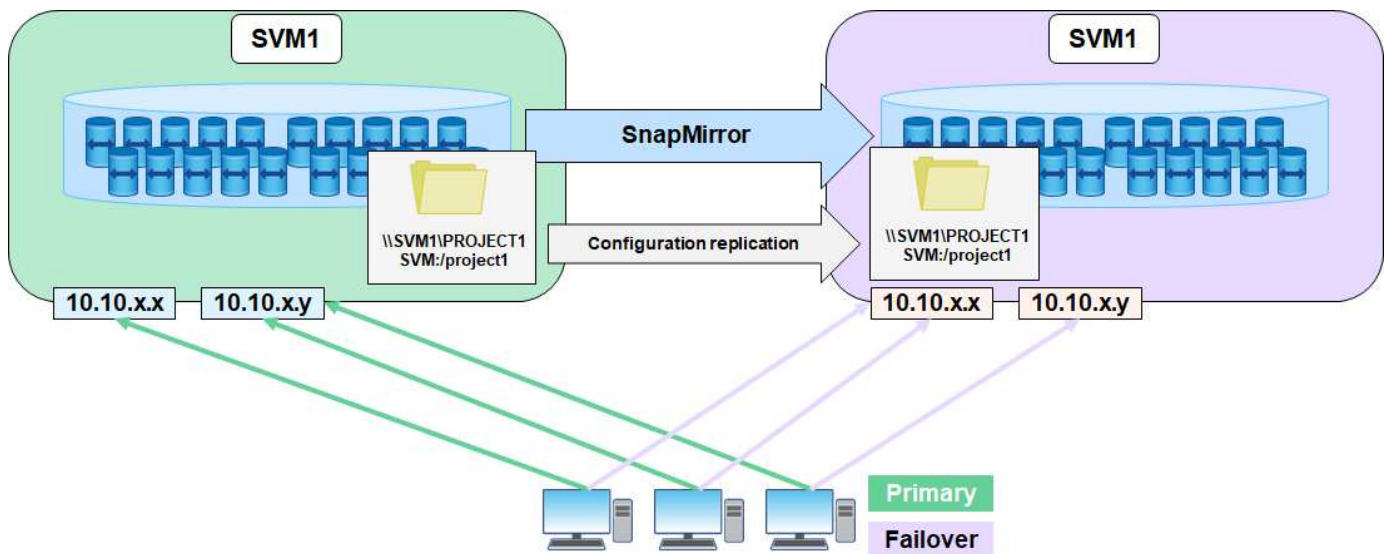 SVM1
SVM1
SnapMirror
\\SVM1\PROJECT1
SVM:/project1
Configuration replication
\\SVM1\PROJECT1
SVM:/project1
10.10.x.x
10.10.x.y
10.10.x.x
10.10.x.y
Primary
Failover